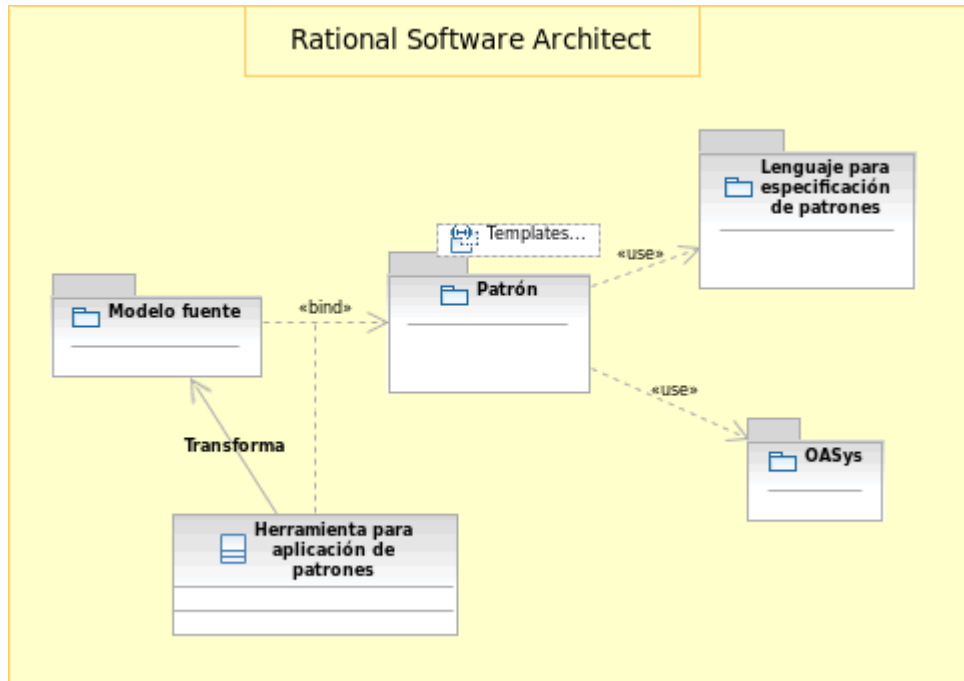 Rational Software Architect
Lenguaje para
especificación
de patrones
Templates...
«use»
Patrón
Modelo fuente
«bind»
«use»
Transforma
OASys
Herramienta para
aplicación de
patrones